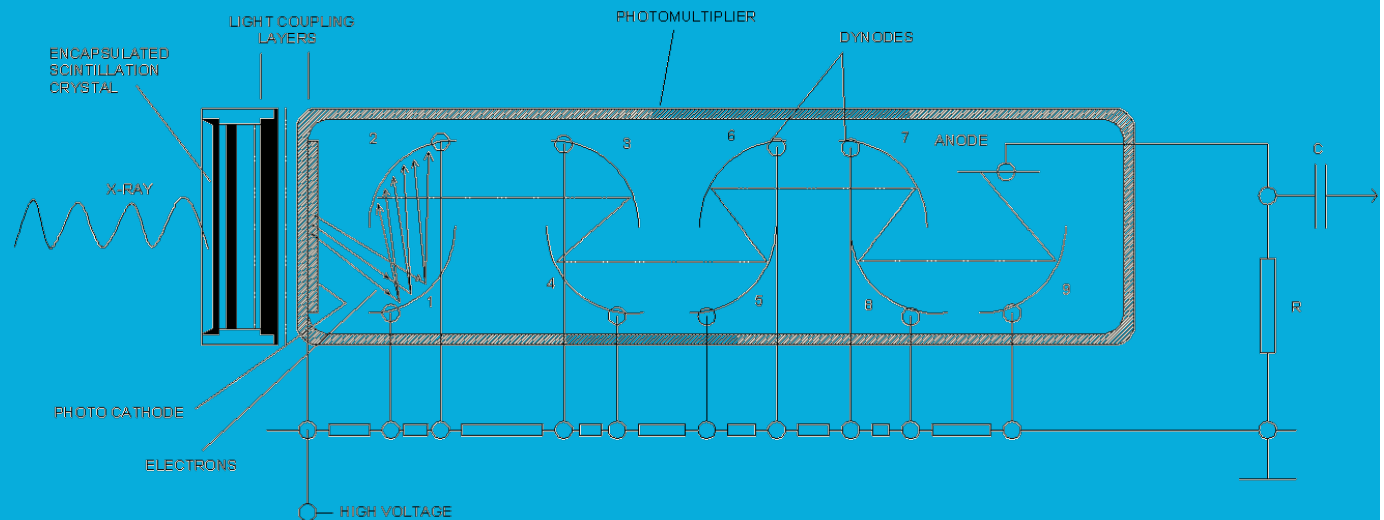 PHOTOMULTIPLIER
LIGHT COUPLING
LAYERS
DYNODES
ENCAPSULATED
SCINTILLATION
CRYSTAL
2
3
6
7
ANODE
C
X-RAY
4
1
5
8
9
R
PHOTO CATHODE
ELECTRONS
HIGH VOLTAGE